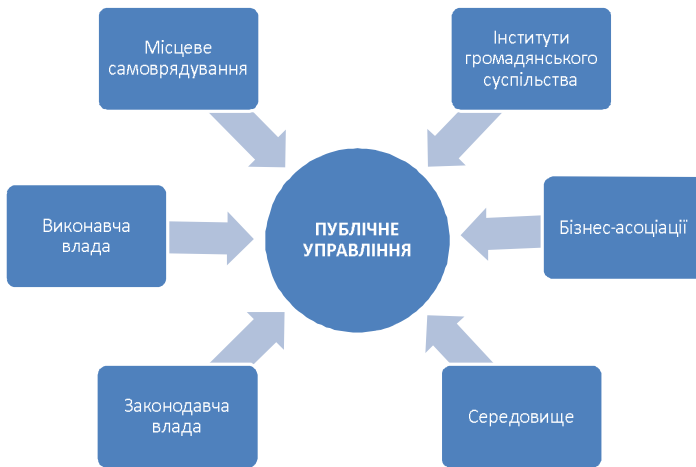 Місцеве
самоврядування
Інститути
громадянського
суспільства
Виконавча
влада
ПУБЛІЧНЕ
УПРАВЛІННЯ
Бізнес-асоціації
Законодавча
влада
Середовище